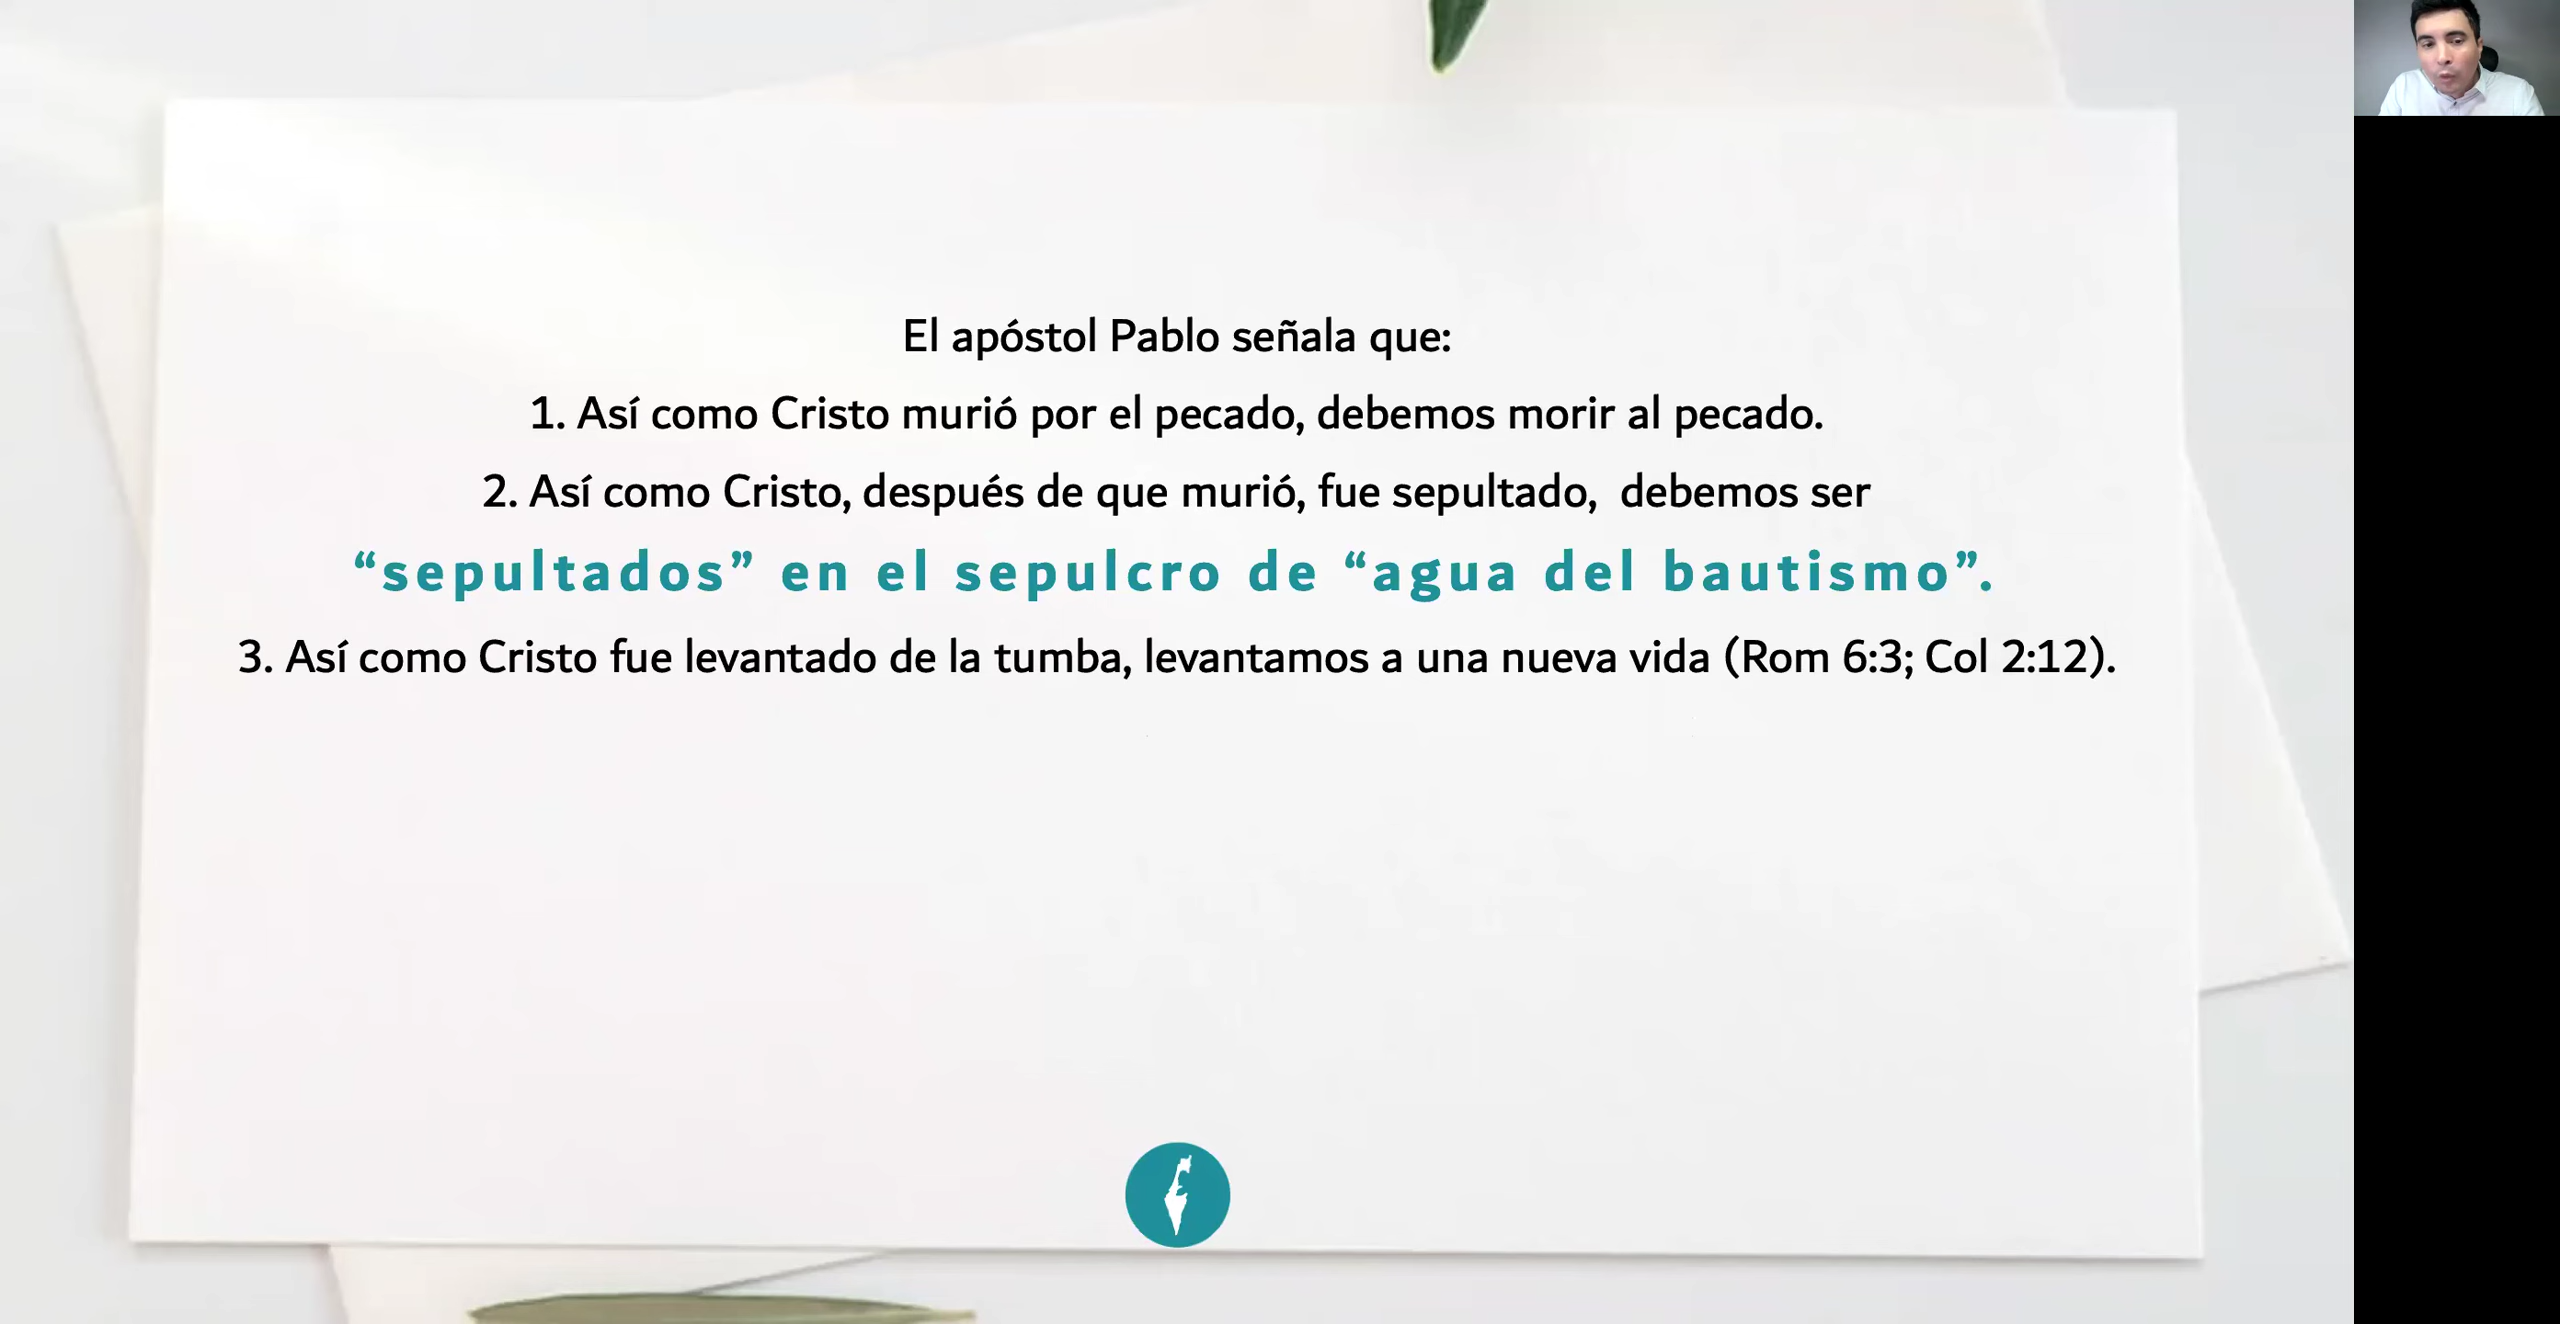 El apóstol Pablo señala que:
1. Así como Cristo murió por el pecado, debemos morir al pecado.
2. Así como Cristo, después de que murió, fue sepultado,  debemos ser
“sepultados” en el sepulcro de “agua del bautismo”.
3. Así como Cristo fue levantado de la tumba, levantamos a una nueva vida (Rom 6:3; Col 2:12).